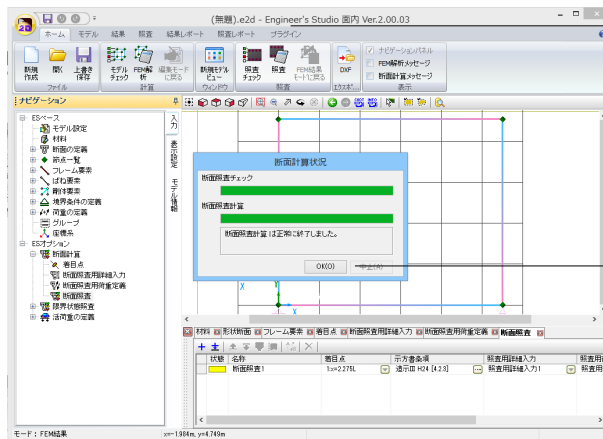 (無題).e2d - Engineer's Studio 面内 Ver.2.00.03
ホーム モデル 結果 照査 結果レポート 照査レポート プラグイン
新規作成 開く 上書き保存
ファイル
モデルチェック FEM解析 編集モードに戻る
計算
新規モデルビュー
ウィンドウ
照査チェック 照査 FEM結果モードに戻る
照査
DXF
エクスポ...
ナビゲーションパネル
FEM解析メッセージ
断面計算メッセージ
表示
ナビゲーション
ESベース
モデル設定
材料
断面の定義
節点一覧
フレーム要素
ばね要素
剛体要素
境界条件の定義
荷重の定義
グループ
座標系
ESオプション
断面計算
着目点
断面照査用詳細入力
断面照査用荷重定義
断面照査
限界状態照査
活荷重の定義
入力
表示設定
モデル情報
断面計算状況
断面照査チェック
断面照査計算
断面照査計算は正常に終了しました。
OK(O) 中止(A)
X Y
X
材料 形状断面 フレーム要素 着目点 断面照査用詳細入力 断面照査用荷重定義 断面照査
状態 名称 着目点 示方書条項 照査用詳細入力 照査用
断面照査1 1:x=2.275L 道示III H24 [4.2.3] 照査用詳細入力1 照査用
モード : FEM結果 x=-1.984m, y=4.749m